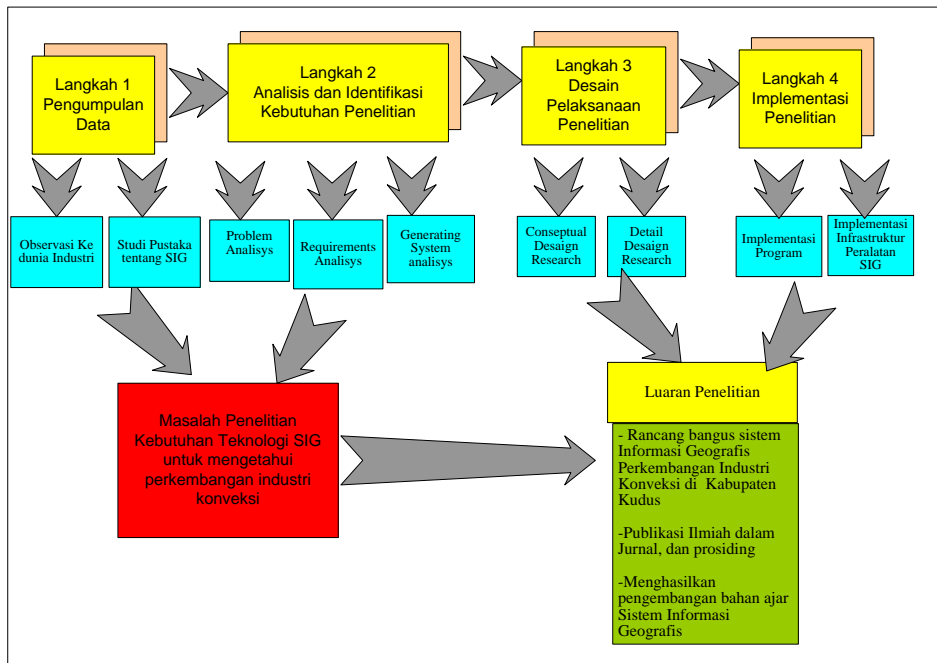 Langkah 1
Pengumpulan
Data
Langkah 2
Analisis dan Identifikasi
Kebutuhan Penelitian
Langkah 3
Desain
Pelaksanaan
Penelitian
Langkah 4
Implementasi
Penelitian
Observasi Ke
dunia Industri
Studi Pustaka
tentang SIG
Problem
Analisys
Requirements
Analisys
Generating
System
analisys
Conseptual
Desaign
Research
Detail
Desaign
Research
Implementasi
Program
Implementasi
Infrastruktur
Peralatan
SIG
Masalah Penelitian
Kebutuhan Teknologi SIG
untuk mengetahui
perkembangan industri
konveksi
Luaran Penelitian
- Rancang bangus sistem
Informasi Geografis
Perkembangan Industri
Konveksi di Kabupaten
Kudus
-Publikasi Ilmiah dalam
Jurnal, dan prosiding
-Menghasilkan
pengembangan bahan ajar
Sistem Informasi
Geografis